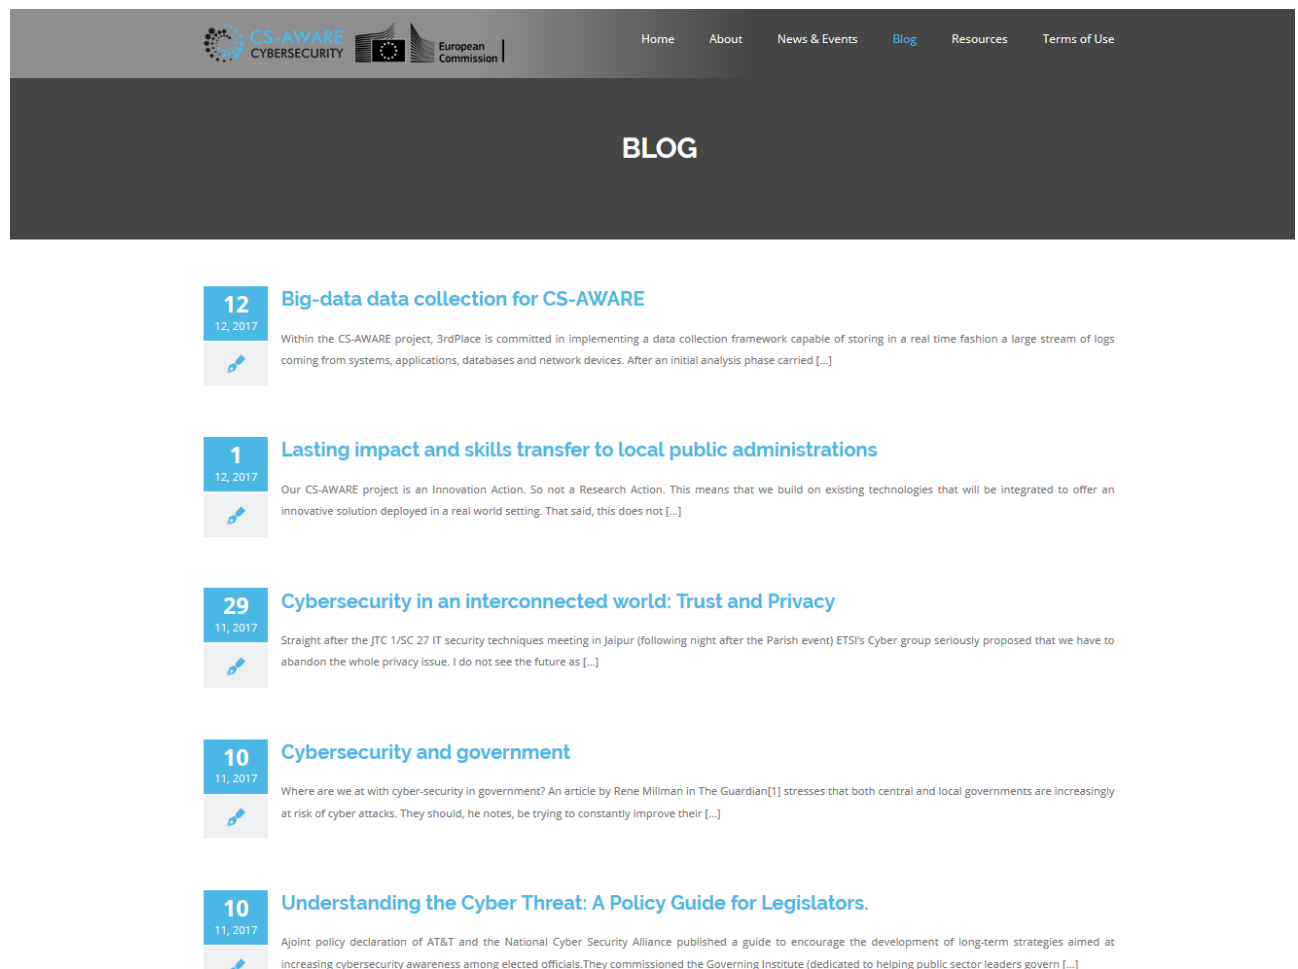 CS-AWARE
CYBERSECURITY
European
Commission
Home About News & Events Blog Resources Terms of Use
BLOG
12
12, 2017
Big-data data collection for CS-AWARE
Within the CS-AWARE project, 3rdPlace is committed in implementing a data collection framework capable of storing in a real time fashion a large stream of logs
coming from systems, applications, databases and network devices. After an initial analysis phase carried [...]
1
12, 2017
Lasting impact and skills transfer to local public administrations
Our CS-AWARE project is an Innovation Action. So not a Research Action. This means that we build on existing technologies that will be integrated to offer an
innovative solution deployed in a real world setting. That said, this does not [...]
29
11, 2017
Cybersecurity in an interconnected world: Trust and Privacy
Straight after the JTC 1/SC 27 IT security techniques meeting in Jaipur (following night after the Parish event) ETSI's Cyber group seriously proposed that we have to
abandon the whole privacy issue. I do not see the future as [...]
10
11, 2017
Cybersecurity and government
Where are we at with cyber-security in government? An article by Rene Millman in The Guardian[1] stresses that both central and local governments are increasingly
at risk of cyber attacks. They should, he notes, be trying to constantly improve their [...]
10
11, 2017
Understanding the Cyber Threat: A Policy Guide for Legislators.
Ajoint policy declaration of AT&T and the National Cyber Security Alliance published a guide to encourage the development of long-term strategies aimed at
increasing cybersecurity awareness among elected officials.They commissioned the Governing Institute (dedicated to helping public sector leaders govern [...]